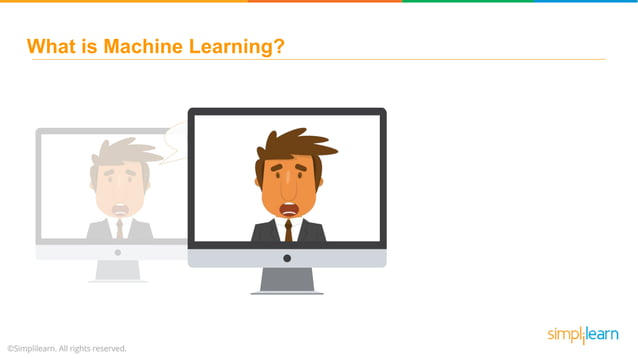 What is Machine Learning?
simplilearn
©Simplilearn. All rights reserved.